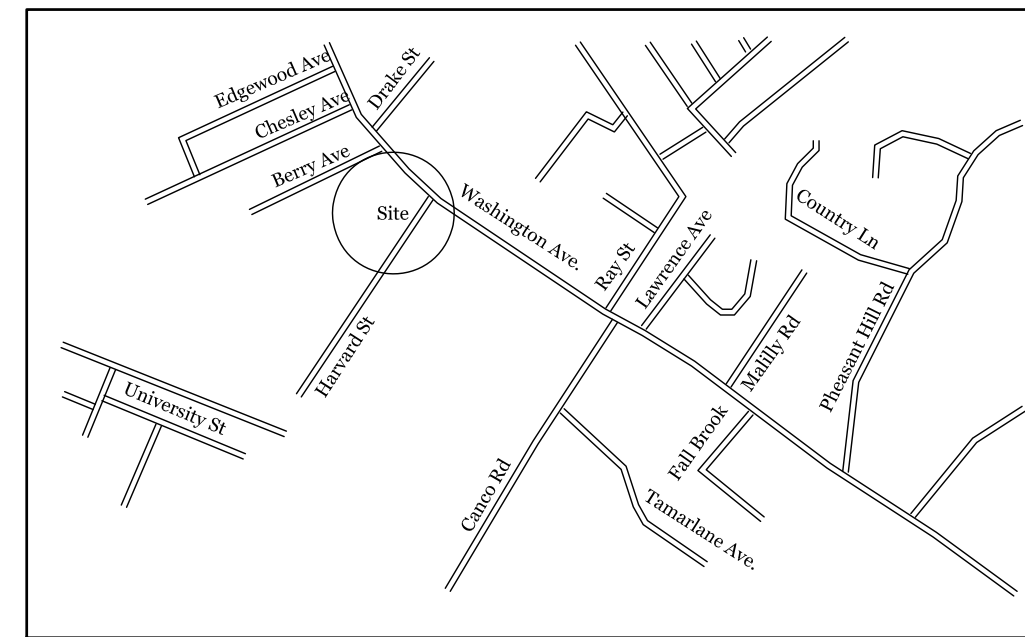 Edgewood Ave
Drake St
Chesley Ave
Berry Ave
Site
Washington Ave.
Country Ln
Ray St
Lawrence Ave
Harvard St
Malilly Rd
Pheasant Hill Rd
University St
Fall Brook
Canco Rd
Tamarlane Ave.